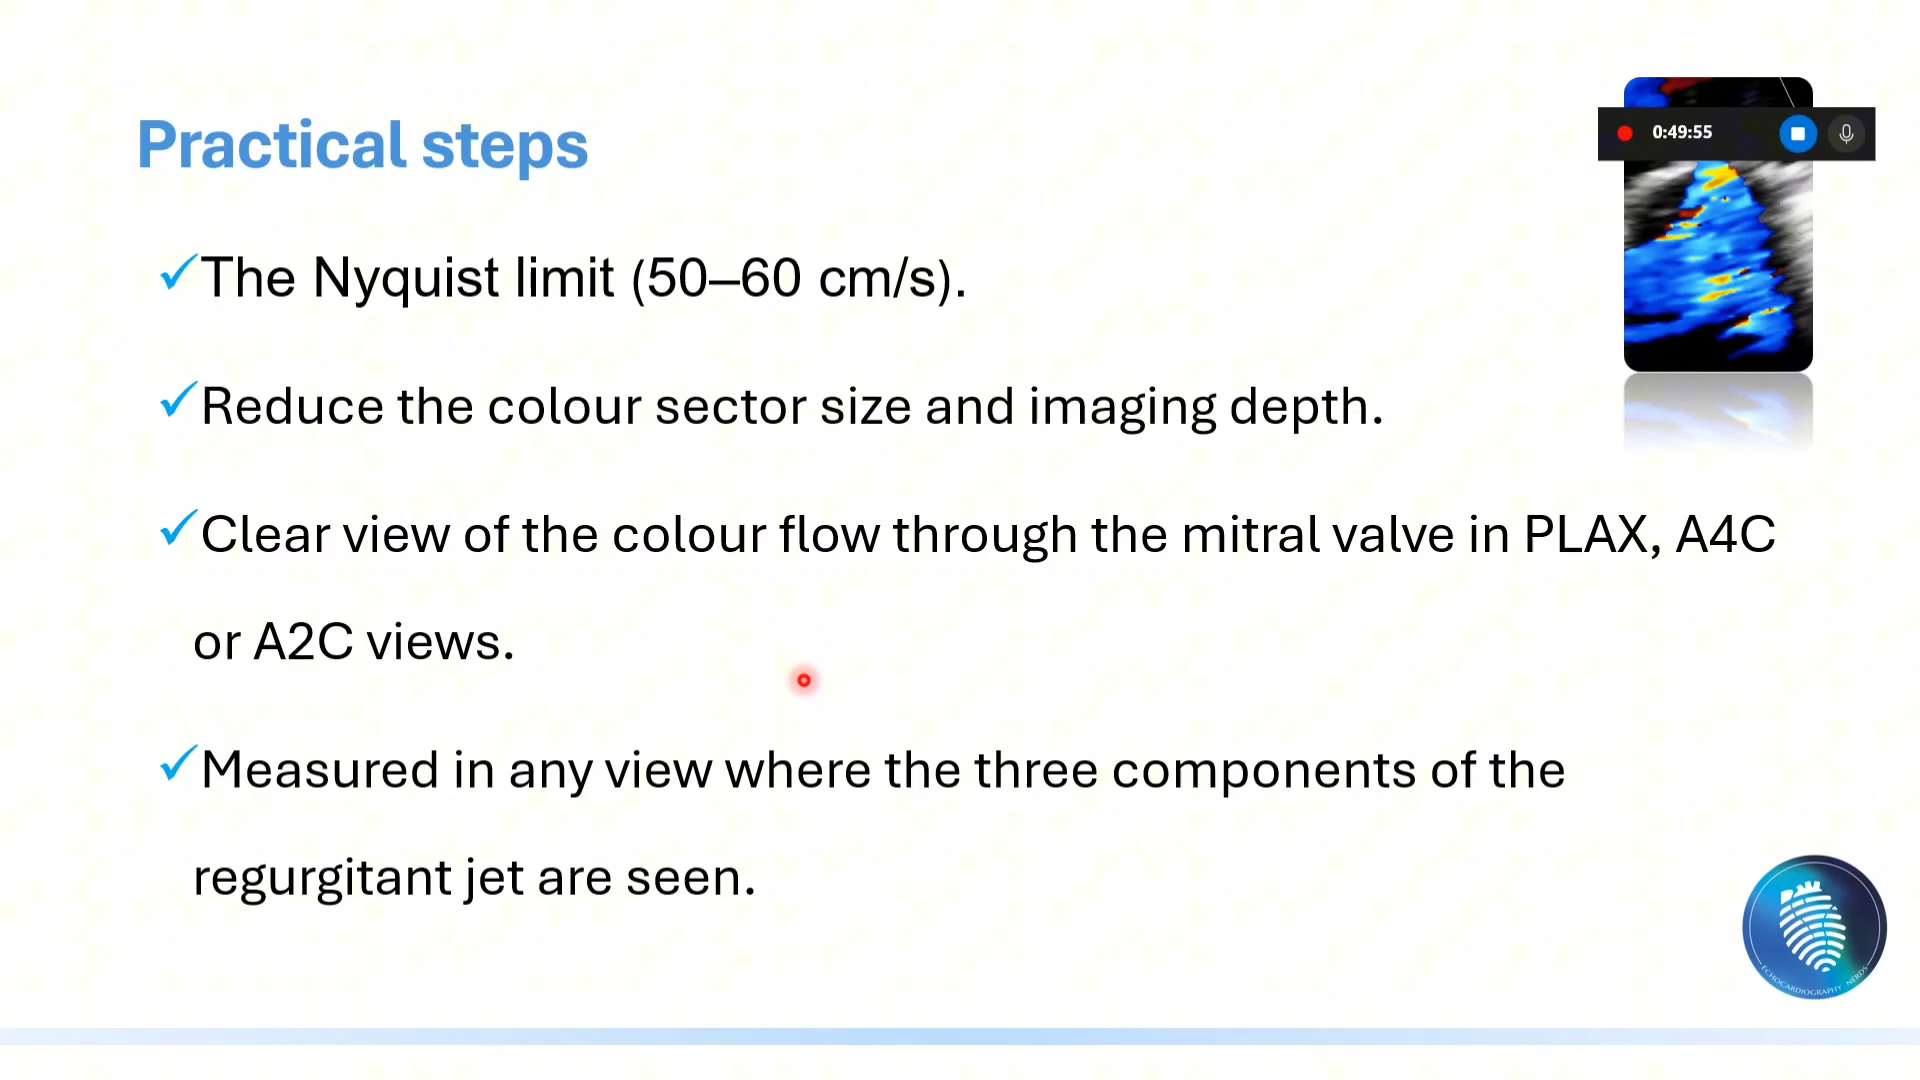 Practical steps
0:49:55
✓The Nyquist limit (50–60 cm/s).
✓Reduce the colour sector size and imaging depth.
✓Clear view of the colour flow through the mitral valve in PLAX, A4C
or A2C views.
✓Measured in any view where the three components of the
regurgitant jet are seen.
ECHOCARDIOGRAPHY NERDS